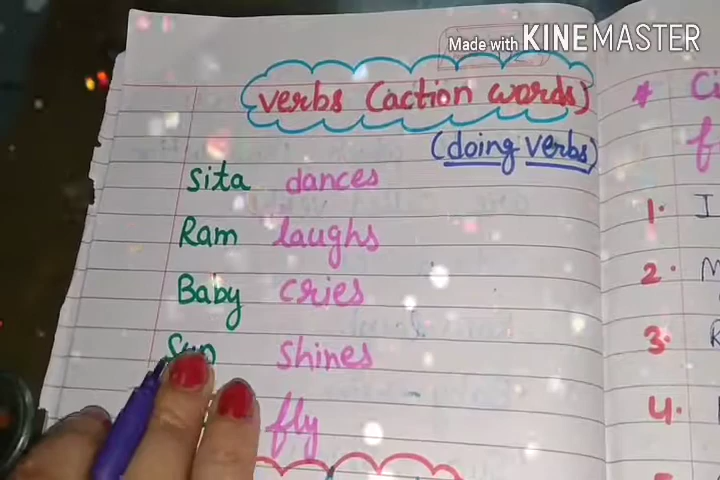 Made with KINEMASTER
verbs (action words)
(doing verbs)
Sita dances
Ram laughs
Baby cries
Sun shines
fly
*
1. I
2. M
3. R
4.